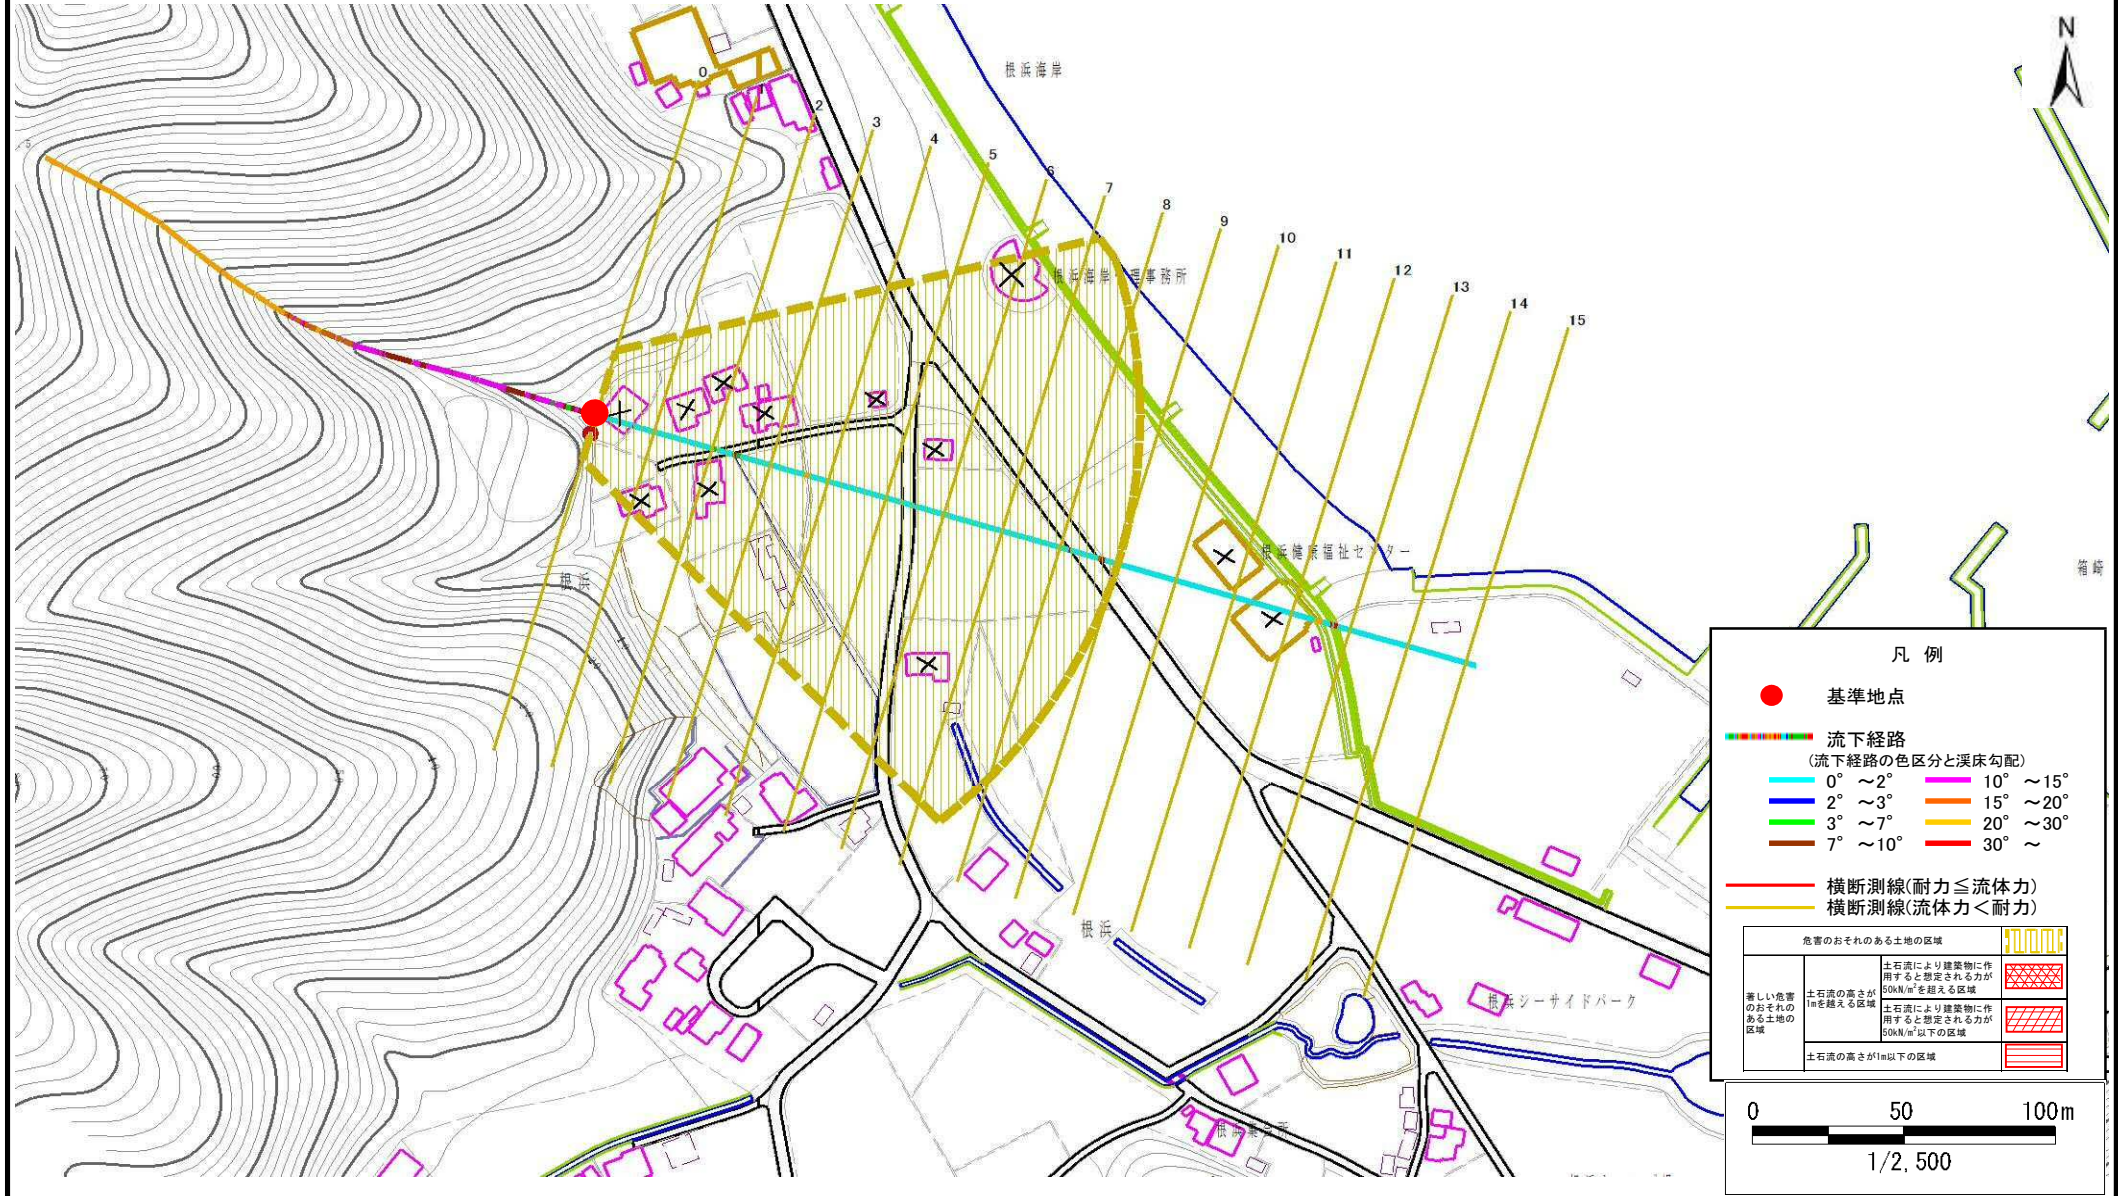 N
根浜海岸
0
1
2
3
4
5
6
7
8
9
10
11
12
13
14
15
根浜海岸 理事務所
根浜健康福祉センター
箱崎
根浜
根浜
根浜シーサイドパーク
根浜集会所
凡 例
基準地点
流下経路
(流下経路の色区分と渓床勾配)
0° ～2° 10° ～15°
2° ～3° 15° ～20°
3° ～7° 20° ～30°
7° ～10° 30° ～
横断測線(耐力≦流体力)
横断測線(流体力＜耐力)
危害のおそれのある土地の区域
著しい危害
のおそれの
ある土地の
区域
土石流の高さが
1mを越える区域
土石流により建築物に作
用すると想定される力が
50kN/m²を超える区域
土石流により建築物に作
用すると想定される力が
50kN/m²以下の区域
土石流の高さが1m以下の区域
0 50 100m
1/2,500